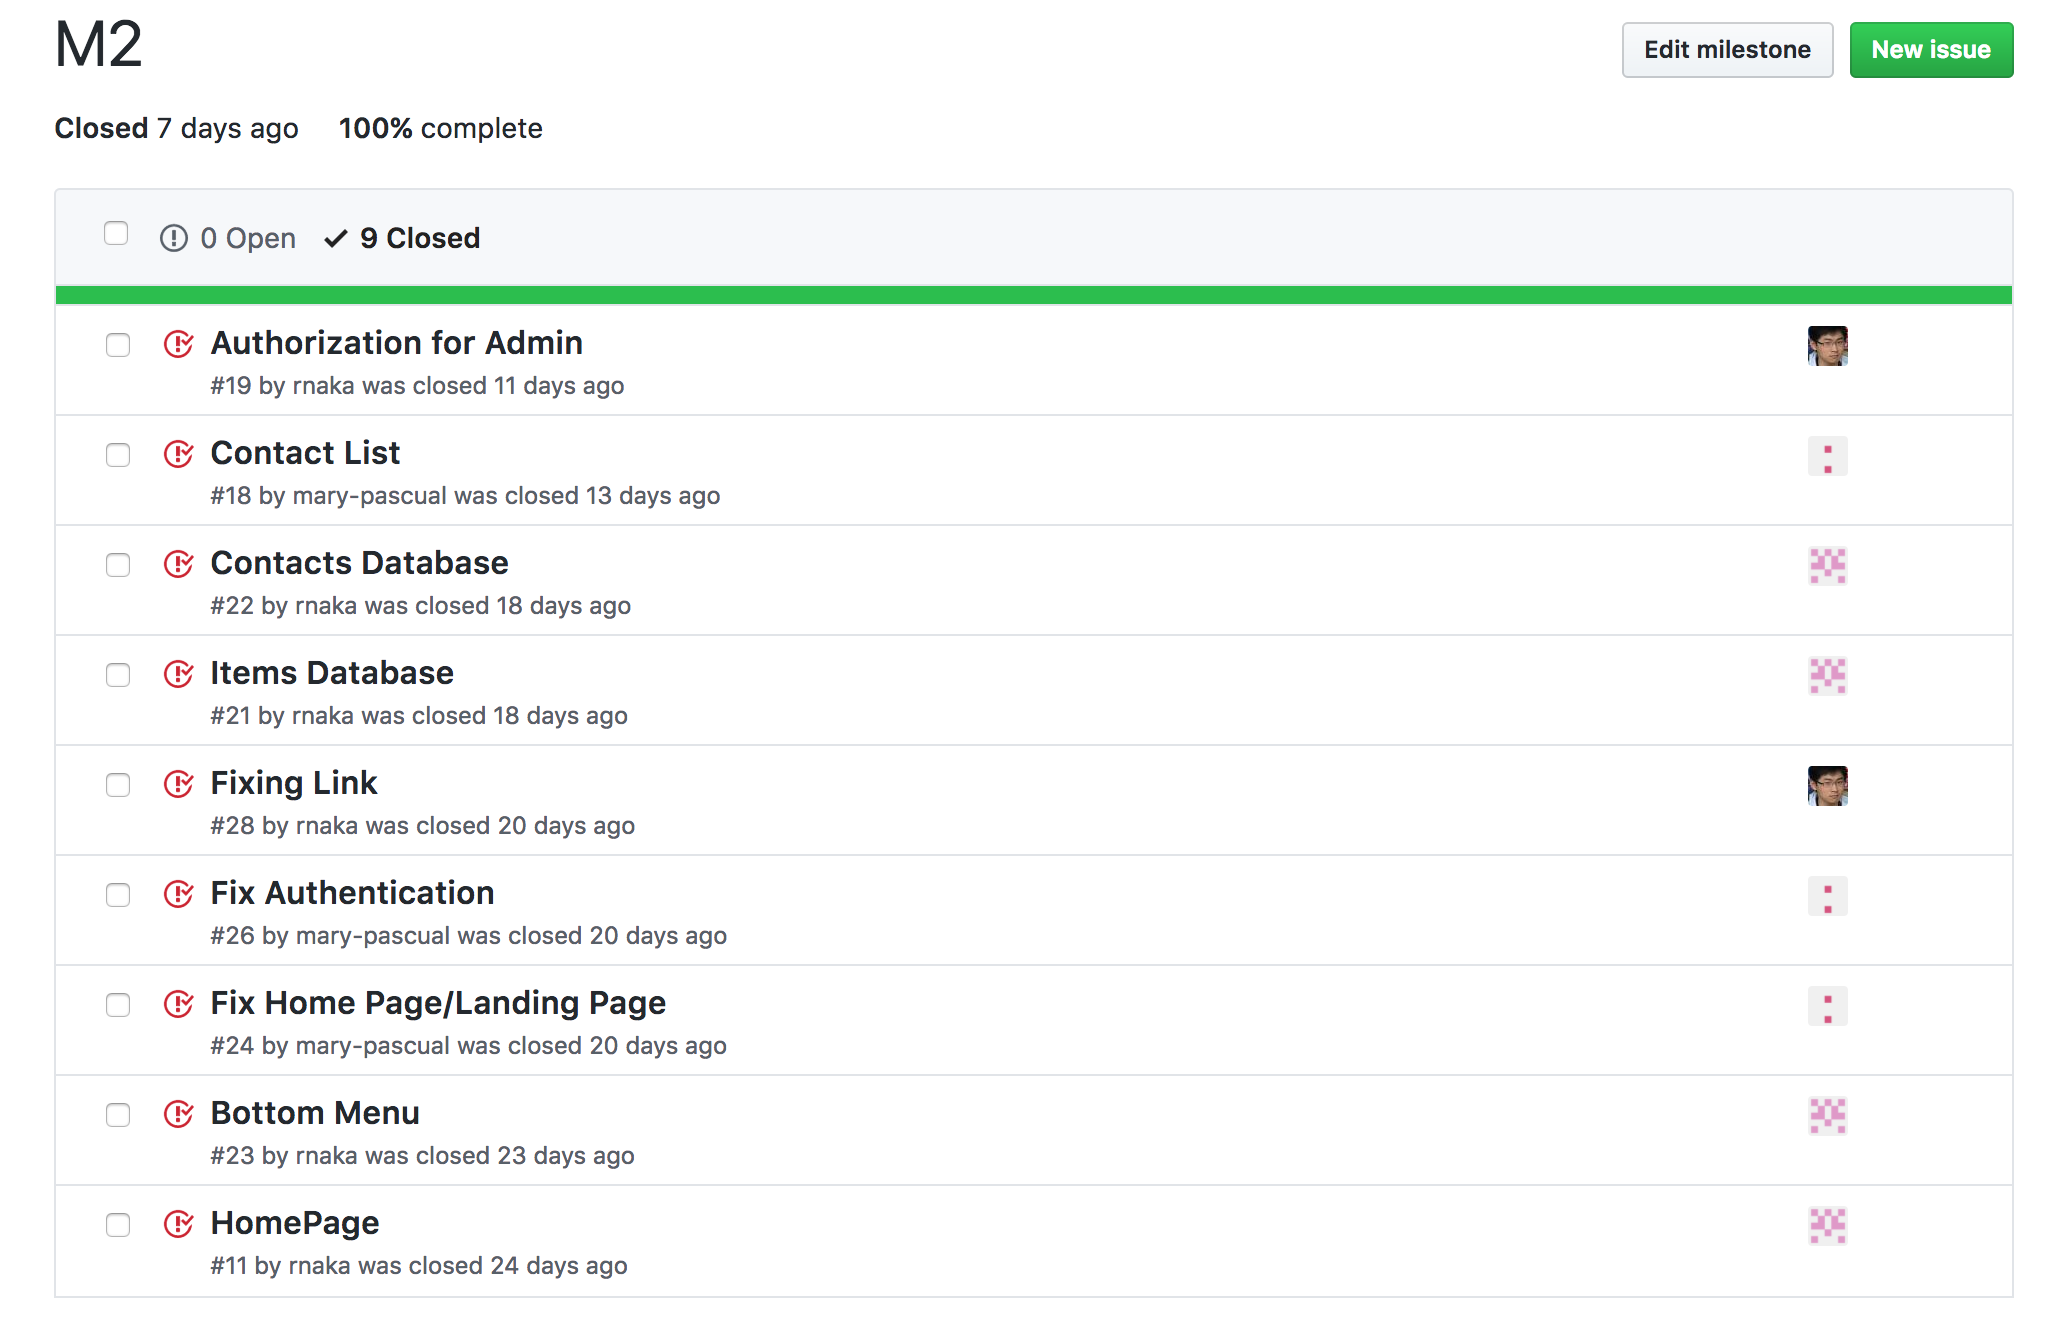 M2
Edit milestone
New issue
Closed 7 days ago 100% complete
0 Open 9 Closed
Authorization for Admin
#19 by rnaka was closed 11 days ago
Contact List
#18 by mary-pascual was closed 13 days ago
Contacts Database
#22 by rnaka was closed 18 days ago
Items Database
#21 by rnaka was closed 18 days ago
Fixing Link
#28 by rnaka was closed 20 days ago
Fix Authentication
#26 by mary-pascual was closed 20 days ago
Fix Home Page/Landing Page
#24 by mary-pascual was closed 20 days ago
Bottom Menu
#23 by rnaka was closed 23 days ago
HomePage
#11 by rnaka was closed 24 days ago